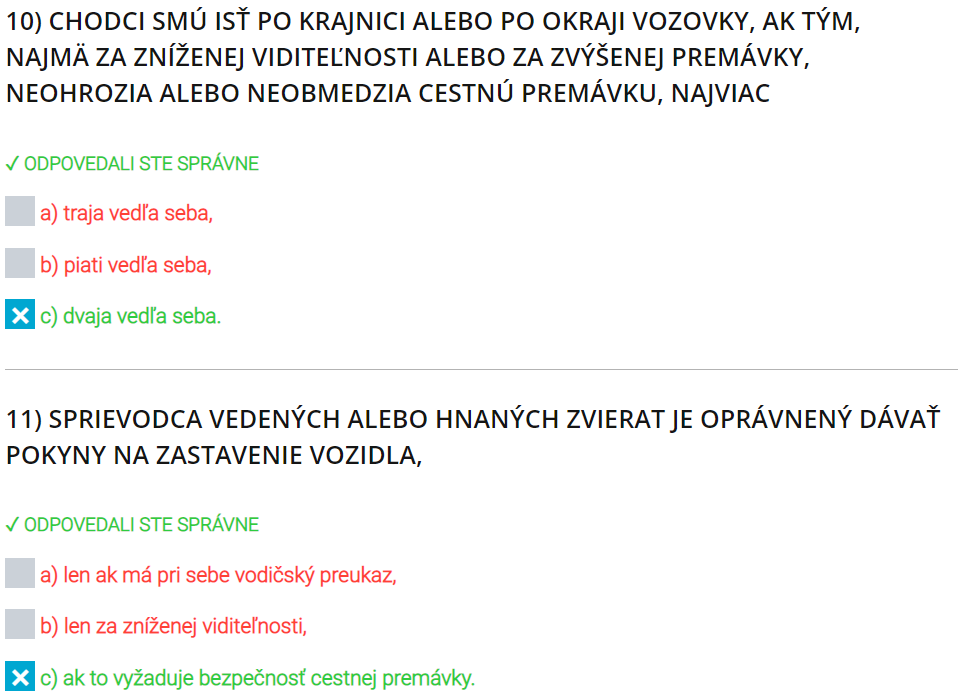 10) CHODCI SMÚ ISŤ PO KRAJNICI ALEBO PO OKRAJI VOZOVKY, AK TÝM,
NAJMÄ ZA ZNÍŽENEJ VIDITEĽNOSTI ALEBO ZA ZVÝŠENEJ PREMÁVKY,
NEOHROZIA ALEBO NEOBMEDZIA CESTNÚ PREMÁVKU, NAJVIAC
✓ ODPOVEDALI STE SPRÁVNE
a) traja vedľa seba,
b) piati vedľa seba,
c) dvaja vedľa seba.
11) SPRIEVODCA VEDENÝCH ALEBO HNANÝCH ZVIERAT JE OPRÁVNENÝ DÁVAŤ
POKYNY NA ZASTAVENIE VOZIDLA,
✓ ODPOVEDALI STE SPRÁVNE
a) len ak má pri sebe vodičský preukaz,
b) len za zníženej viditeľnosti,
c) ak to vyžaduje bezpečnosť cestnej premávky.